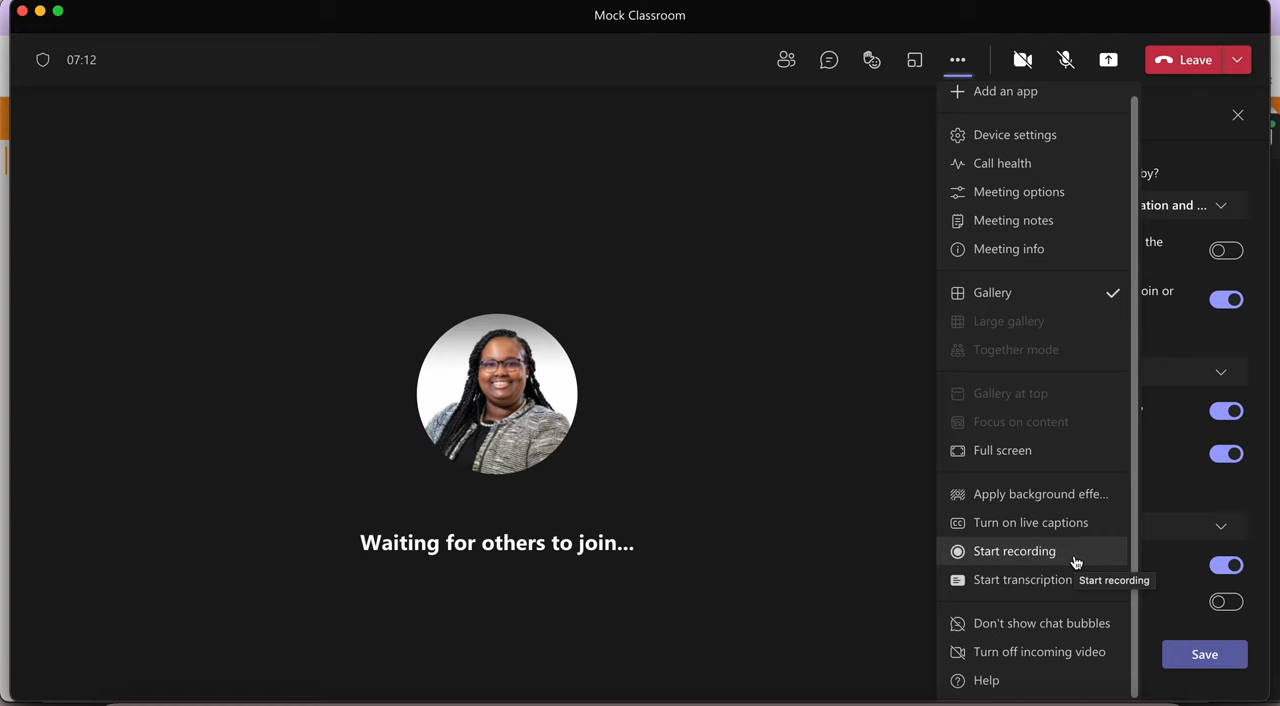 Mock Classroom
07:12
Leave
Add an app
Device settings
Call health
Meeting options
Meeting notes
Meeting info
Gallery
Large gallery
Together mode
Gallery at top
Focus on content
Full screen
Apply background effe...
CC Turn on live captions
Start recording
Start transcription
Start recording
Don't show chat bubbles
Turn off incoming video
Help
by?
ation and ...
the
oin or
Save
Waiting for others to join...